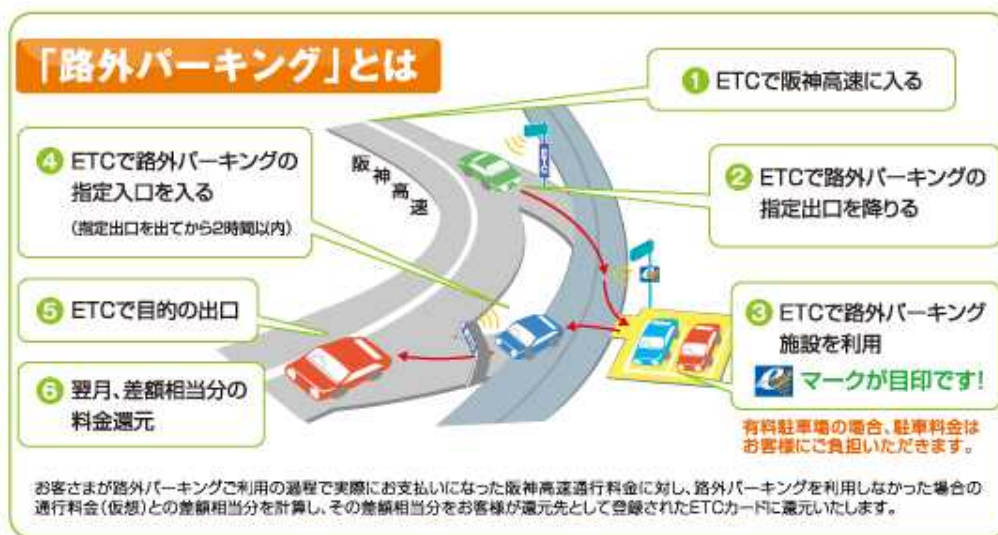 「路外パーキング」とは
① ETCで阪神高速に入る
② ETCで路外パーキングの
指定出口を降りる
③ ETCで路外パーキング
施設を利用
マークが目印です!
有料駐車場の場合、駐車料金は
お客様にご負担いただきます。
④ ETCで路外パーキングの
指定入口を入る
(指定出口を出てから2時間以内)
⑤ ETCで目的の出口
⑥ 翌月、差額相当分の
料金還元
阪神高速
ETC
お客さまが路外パーキングご利用の過程で実際にお支払いになった阪神高速通行料金に対し、路外パーキングを利用しなかった場合の
通行料金(仮想)との差額相当分を計算し、その差額相当分をお客様が還元先として登録されたETCカードに還元いたします。